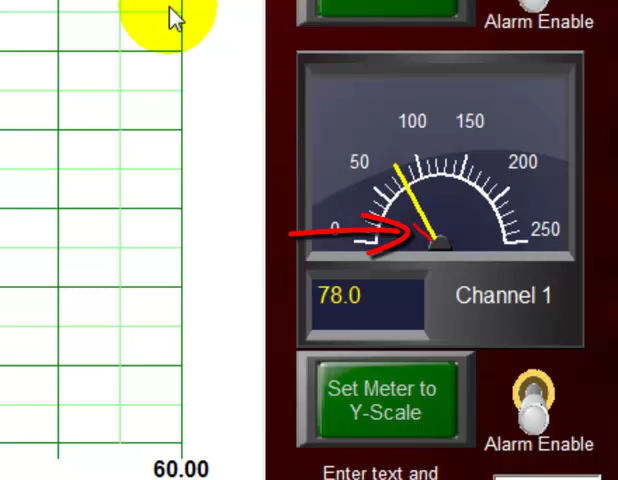 Alarm Enable
100 150
50 200
0 250
78.0 Channel 1
Set Meter to
Y-Scale
Alarm Enable
60.00
Enter text and